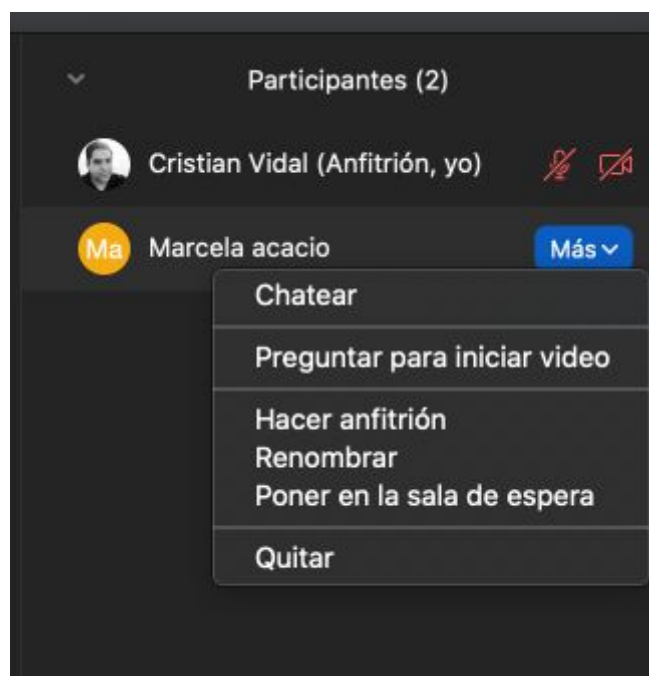 Participantes (2)
Cristian Vidal (Anfitrión, yo)
Ma Marcela acacio Más
Chatear
Preguntar para iniciar video
Hacer anfitrión
Renombrar
Poner en la sala de espera
Quitar